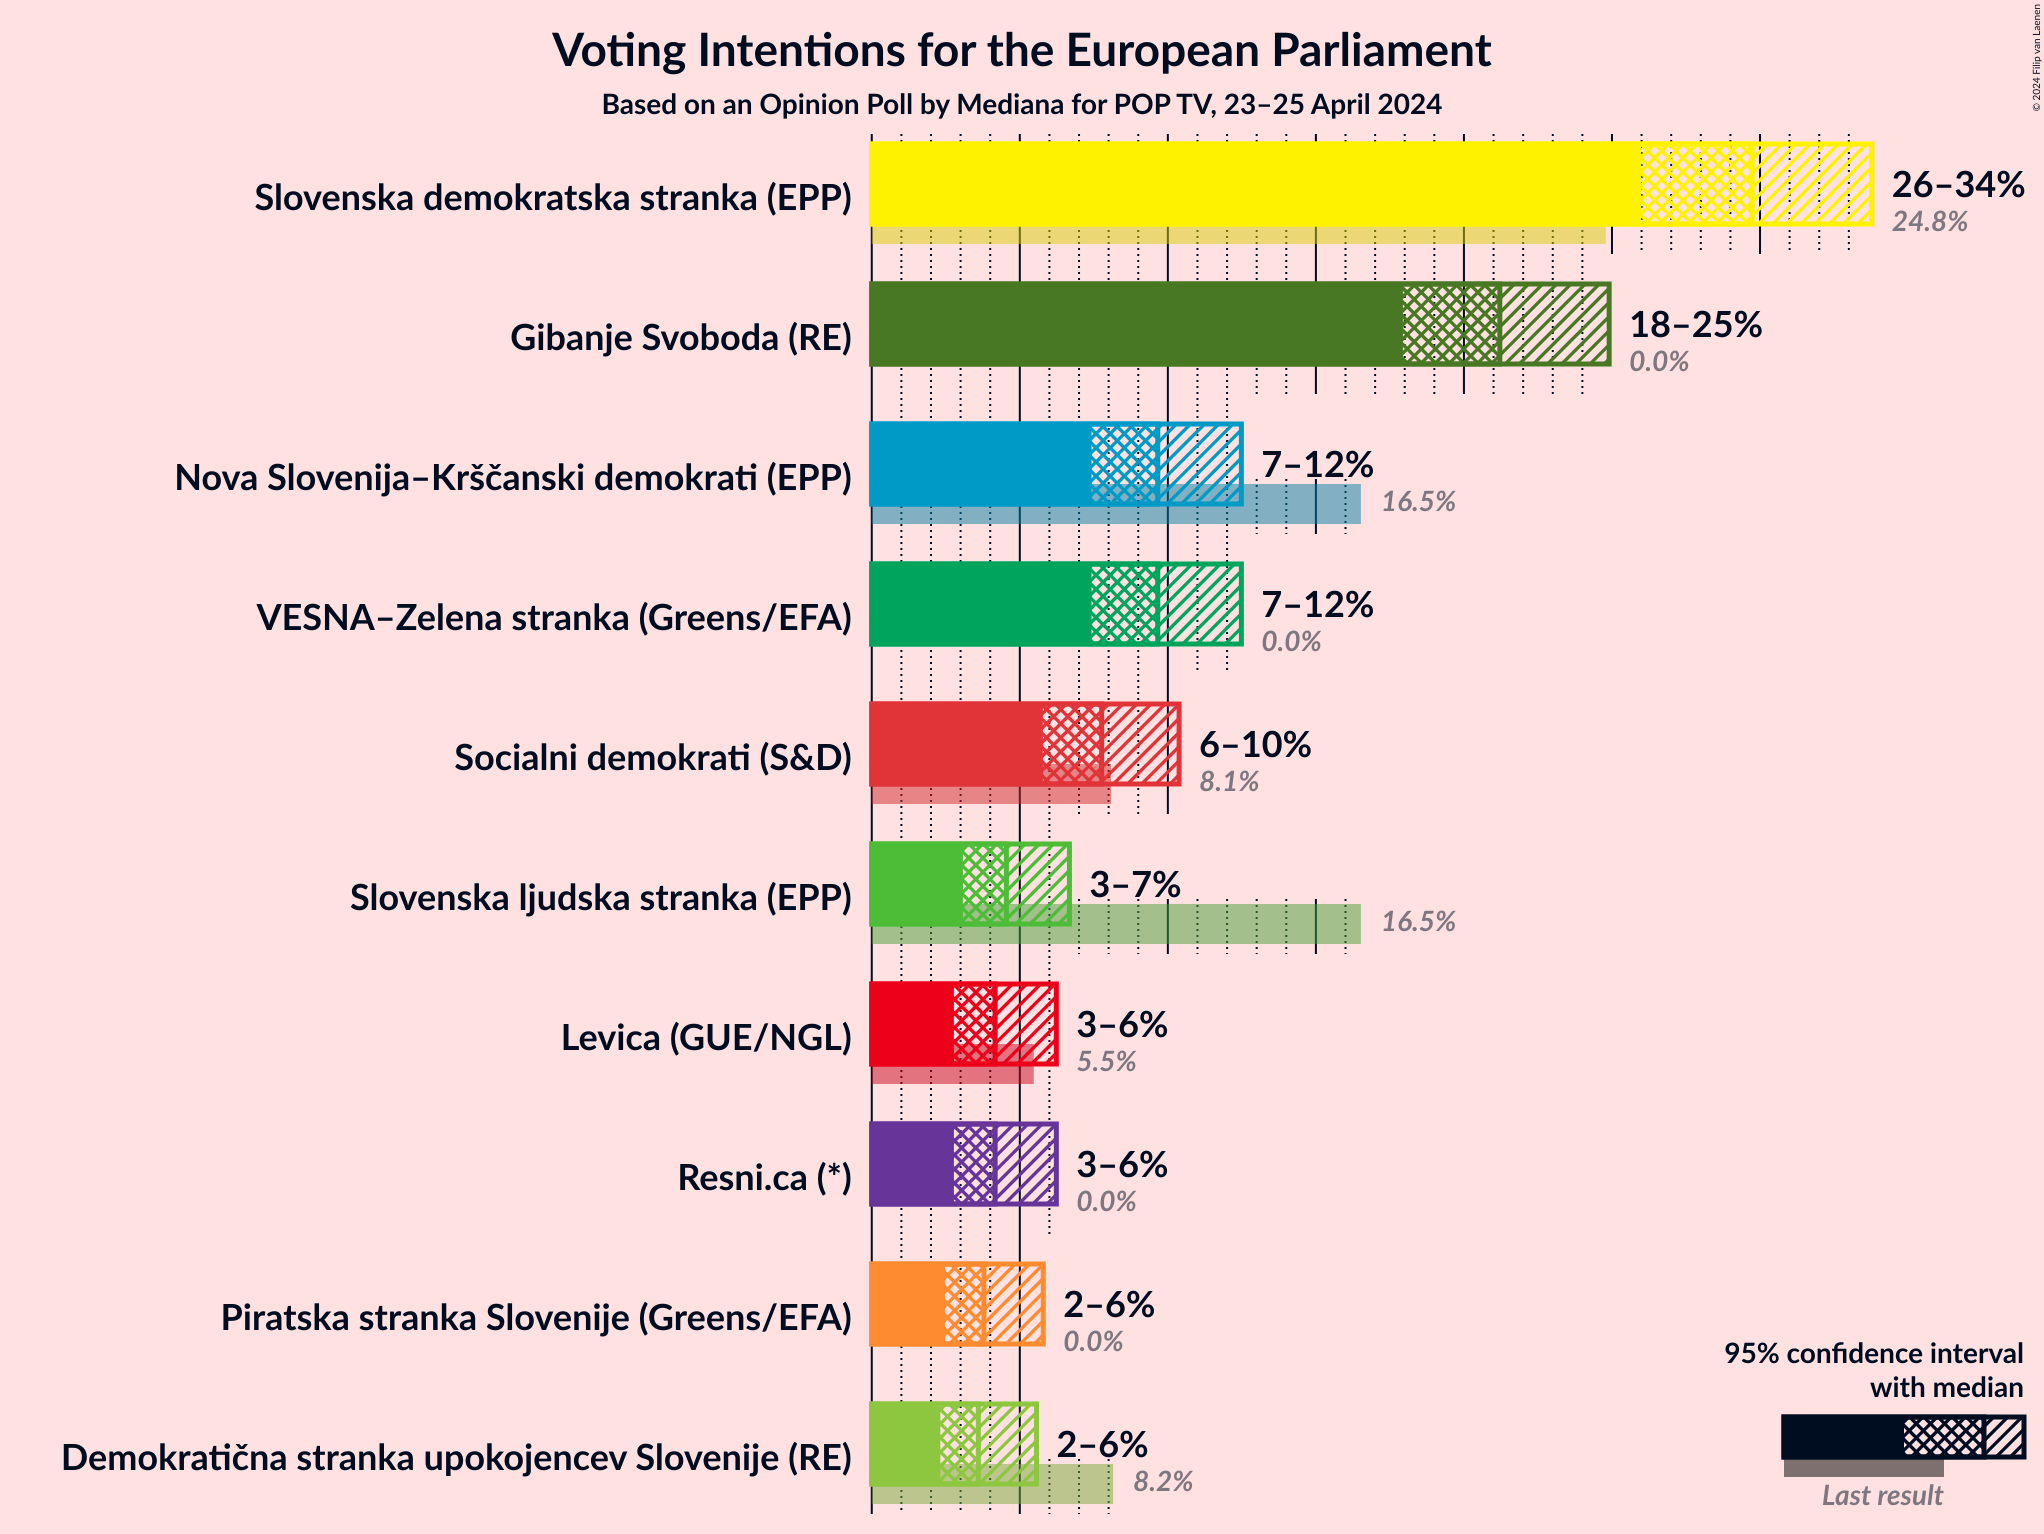 Voting Intentions for the European Parliament
Based on an Opinion Poll by Mediana for POP TV, 23–25 April 2024
© 2024 Filip van Laenen
Slovenska demokratska stranka (EPP)
26–34%
24.8%
Gibanje Svoboda (RE)
18–25%
0.0%
Nova Slovenija–Krščanski demokrati (EPP)
7–12%
16.5%
VESNA–Zelena stranka (Greens/EFA)
7–12%
0.0%
Socialni demokrati (S&D)
6–10%
8.1%
Slovenska ljudska stranka (EPP)
3–7%
16.5%
Levica (GUE/NGL)
3–6%
5.5%
Resni.ca (*)
3–6%
0.0%
Piratska stranka Slovenije (Greens/EFA)
2–6%
0.0%
Demokratična stranka upokojencev Slovenije (RE)
2–6%
8.2%
95% confidence interval
with median
Last result